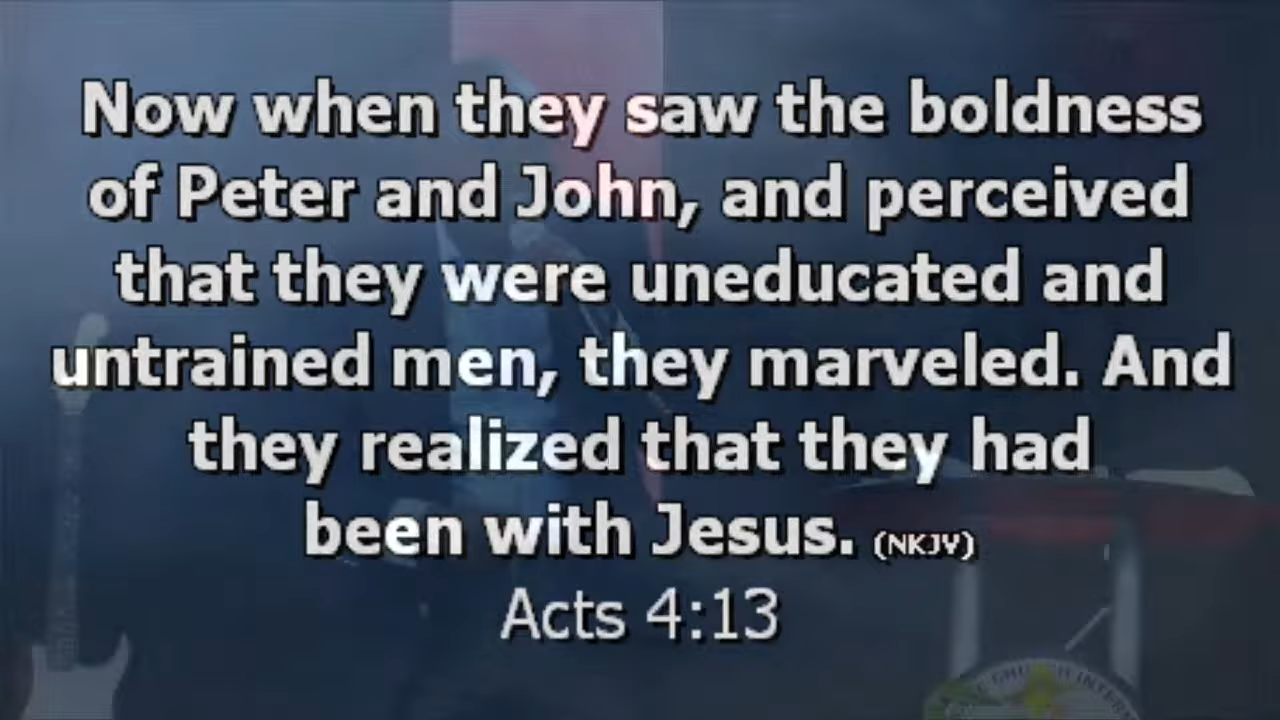 Now when they saw the boldness
of Peter and John, and perceived
that they were uneducated and
untrained men, they marveled. And
they realized that they had
been with Jesus. (NKJV)
Acts 4:13